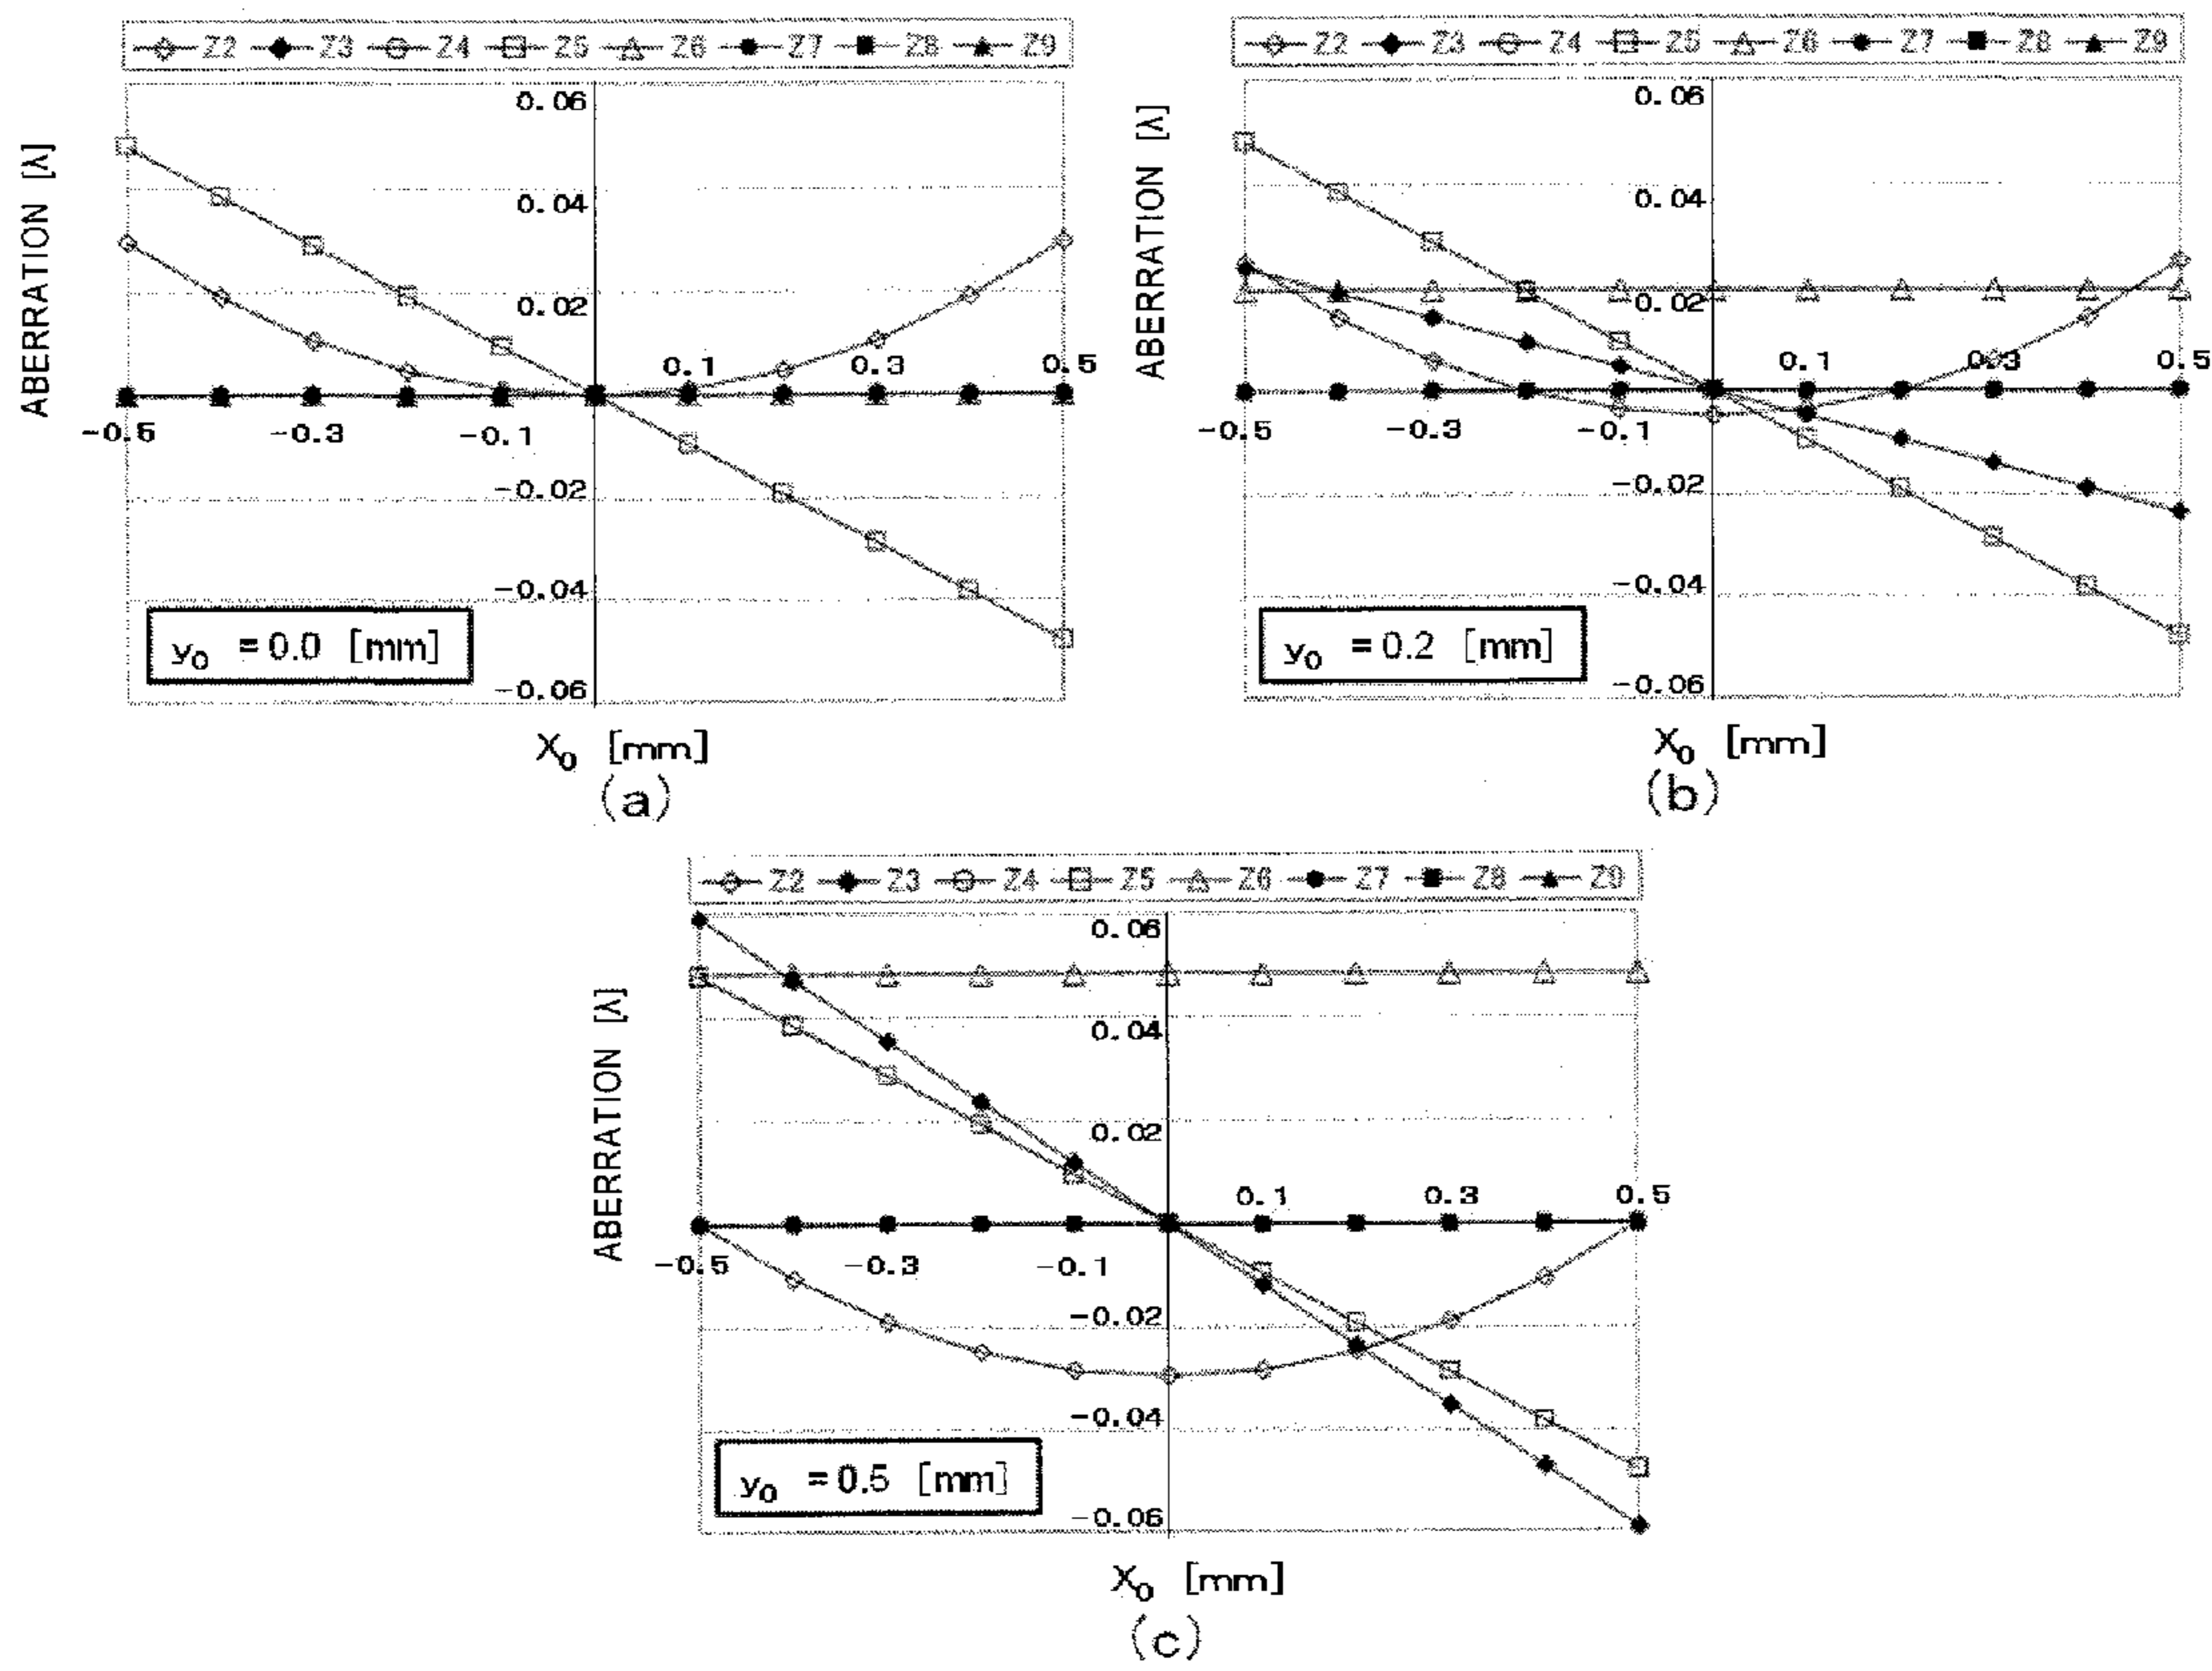 Z2 Z3 Z4 Z5 Z6 Z7 Z8 Z9
ABERRATION [λ]
0.06
0.04
0.02
0.1 0.3 0.5
-0.5 -0.3 -0.1
-0.02
-0.04
-0.06
y0 =0.0 [mm]
X0 [mm]
(a)
Z2 Z3 Z4 Z5 Z6 Z7 Z8 Z9
ABERRATION [λ]
0.06
0.04
0.02
0.1 0.3 0.5
-0.5 -0.3 -0.1
-0.02
-0.04
-0.06
y0 =0.2 [mm]
X0 [mm]
(b)
Z2 Z3 Z4 Z5 Z6 Z7 Z8 Z9
ABERRATION [λ]
0.06
0.04
0.02
0.1 0.3 0.5
-0.5 -0.3 -0.1
-0.02
-0.04
-0.06
y0 =0.5 [mm]
X0 [mm]
(c)